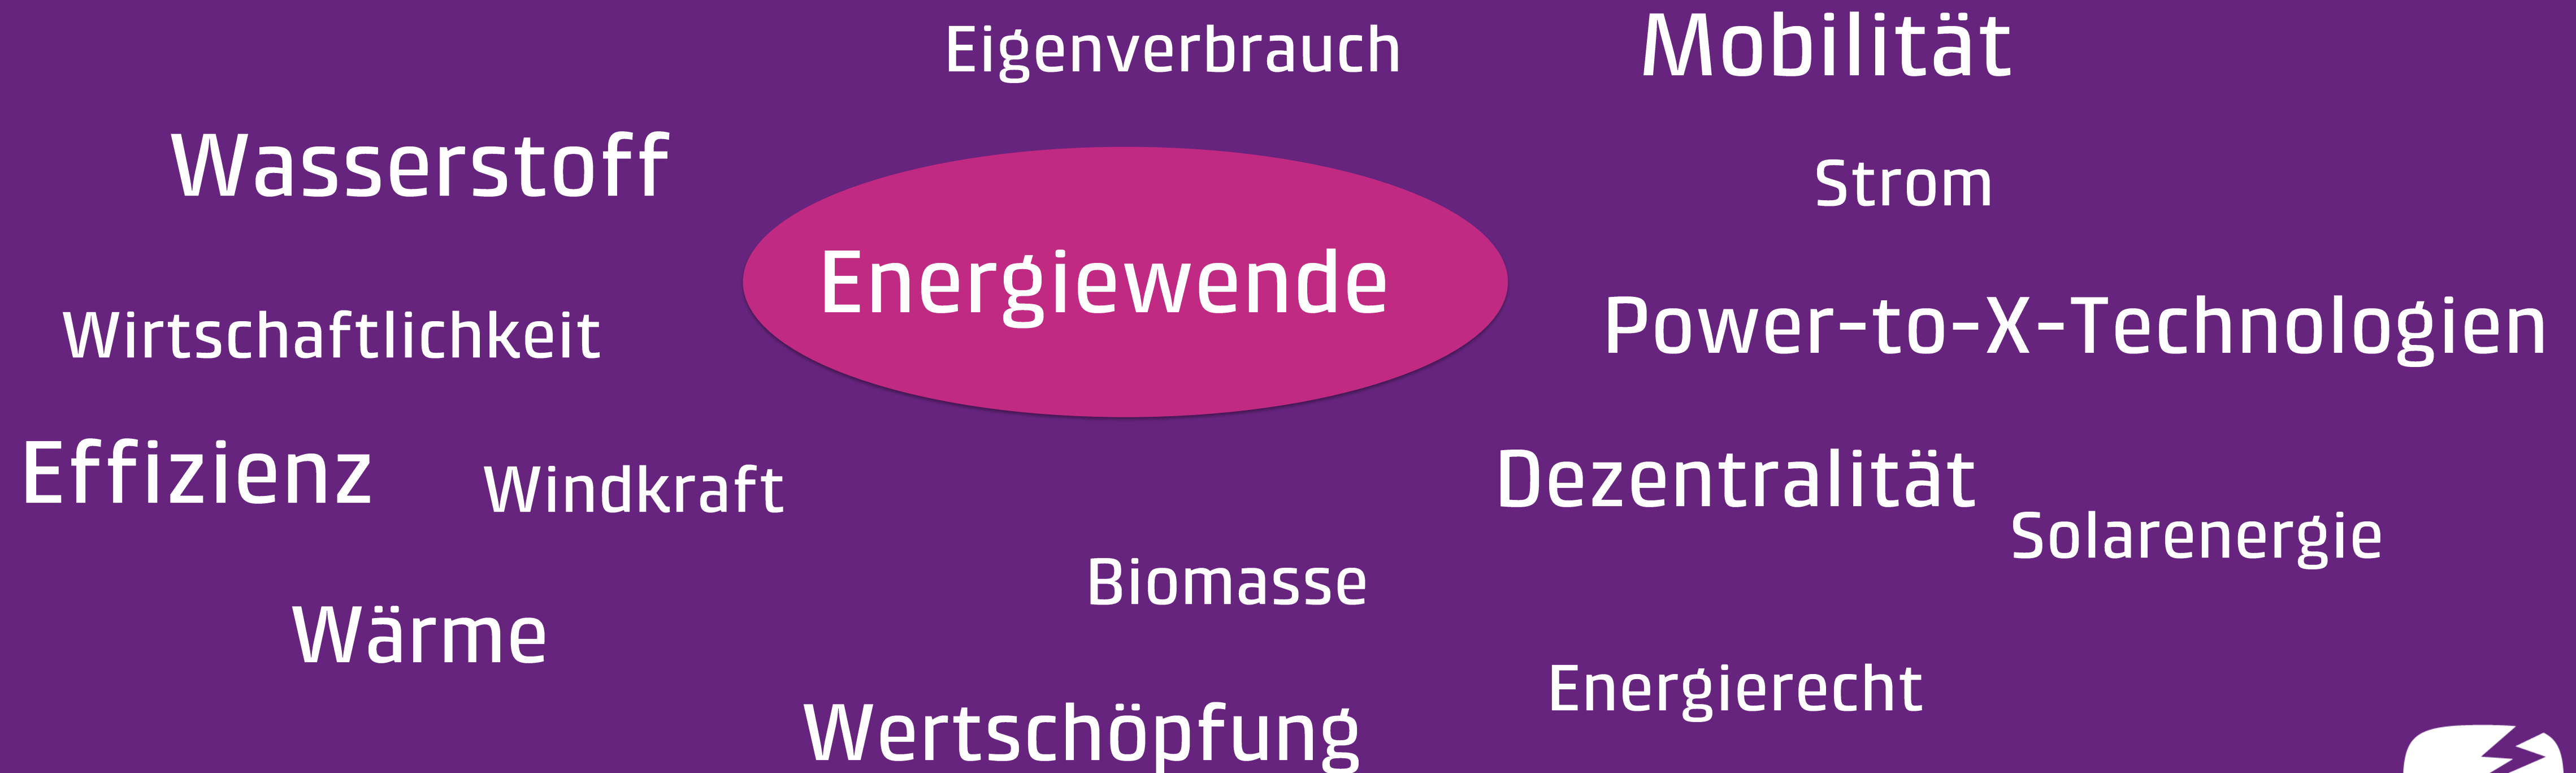 Eigenverbrauch
Mobilität
Wasserstoff
Strom
Energiewende
Wirtschaftlichkeit
Power-to-X-Technologien
Effizienz
Windkraft
Dezentralität
Solarenergie
Biomasse
Wärme
Energierecht
Wertschöpfung